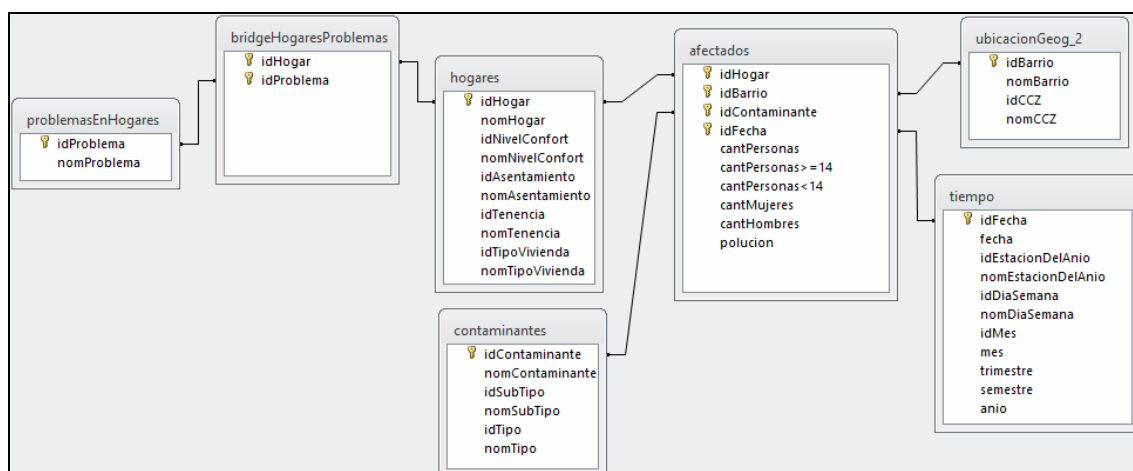 problemasEnHogares
idProblema
nomProblema
bridgeHogaresProblemas
idHogar
idProblema
hogares
idHogar
nomHogar
idNivelConfort
nomNivelConfort
idAsentamiento
nomAsentamiento
idTenencia
nomTenencia
idTipoVivienda
nomTipoVivienda
contaminantes
idContaminante
nomContaminante
idSubTipo
nomSubTipo
idTipo
nomTipo
afectados
idHogar
idBarrio
idContaminante
idFecha
cantPersonas
cantPersonas>=14
cantPersonas<14
cantMujeres
cantHombres
polucion
ubicacionGeog_2
idBarrio
nomBarrio
idCCZ
nomCCZ
tiempo
idFecha
fecha
idEstacionDelAnio
nomEstacionDelAnio
idDiaSemana
nomDiaSemana
idMes
mes
trimestre
semestre
anio